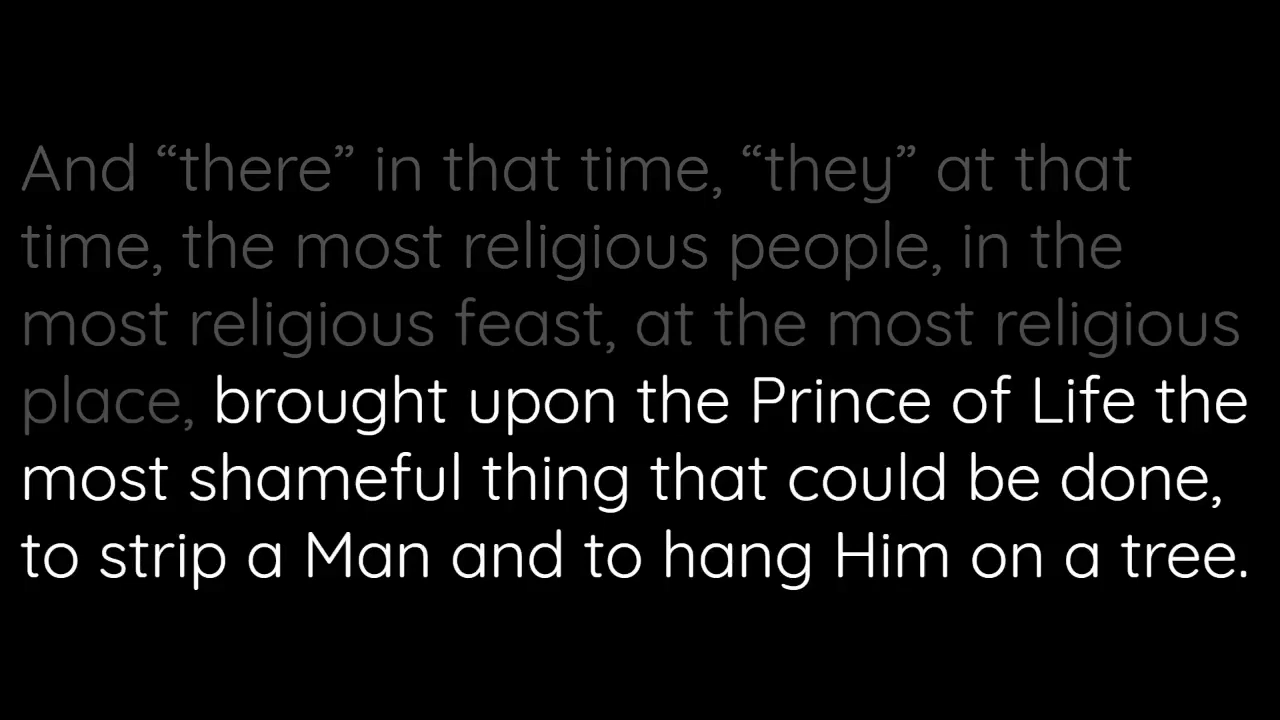 And “there” in that time, “they” at that
time, the most religious people, in the
most religious feast, at the most religious
place, brought upon the Prince of Life the
most shameful thing that could be done,
to strip a Man and to hang Him on a tree.